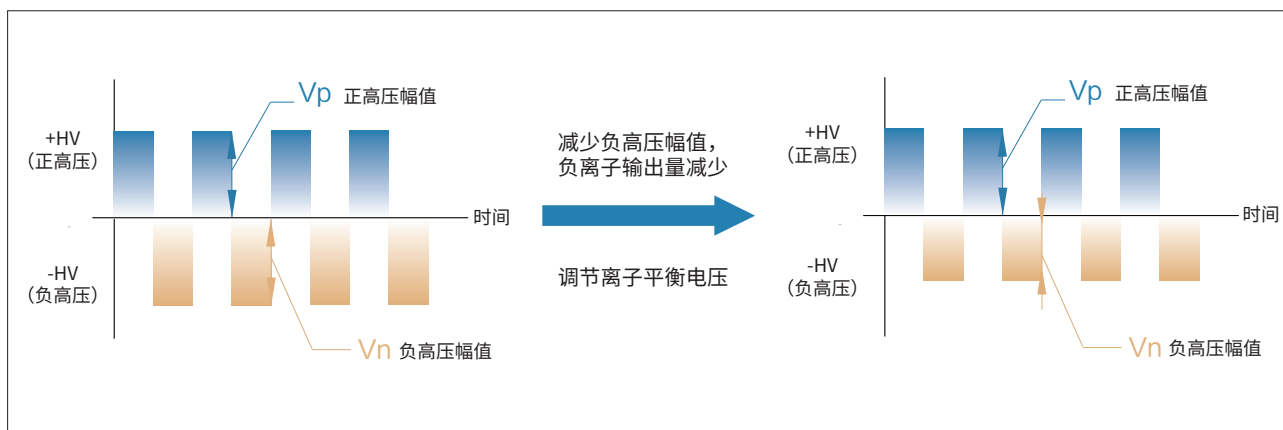 Vp 正高压幅值
+HV
（正高压）
时间
-HV
（负高压）
Vn 负高压幅值
减少负高压幅值，
负离子输出量减少
调节离子平衡电压
Vp 正高压幅值
+HV
（正高压）
时间
-HV
（负高压）
Vn 负高压幅值